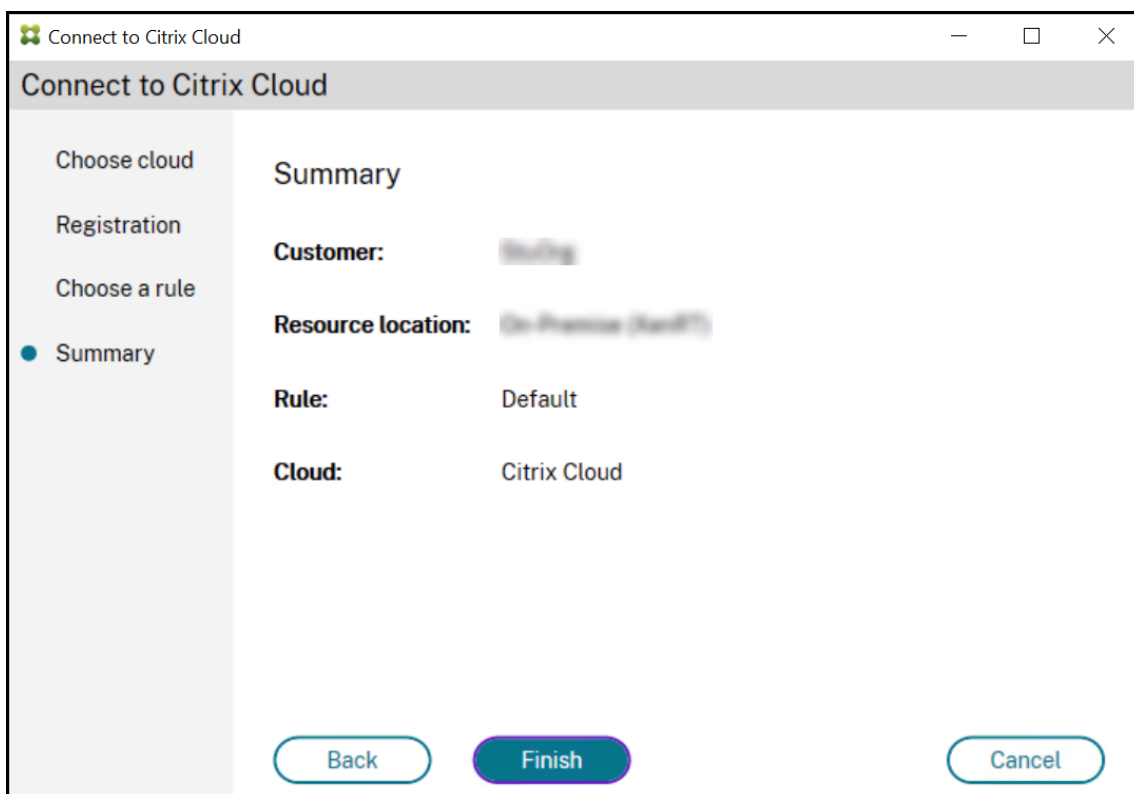 Connect to Citrix Cloud
Connect to Citrix Cloud
Choose cloud
Registration
Choose a rule
Summary
Summary
Customer:
Resource location:
Rule: Default
Cloud: Citrix Cloud
Back Finish Cancel